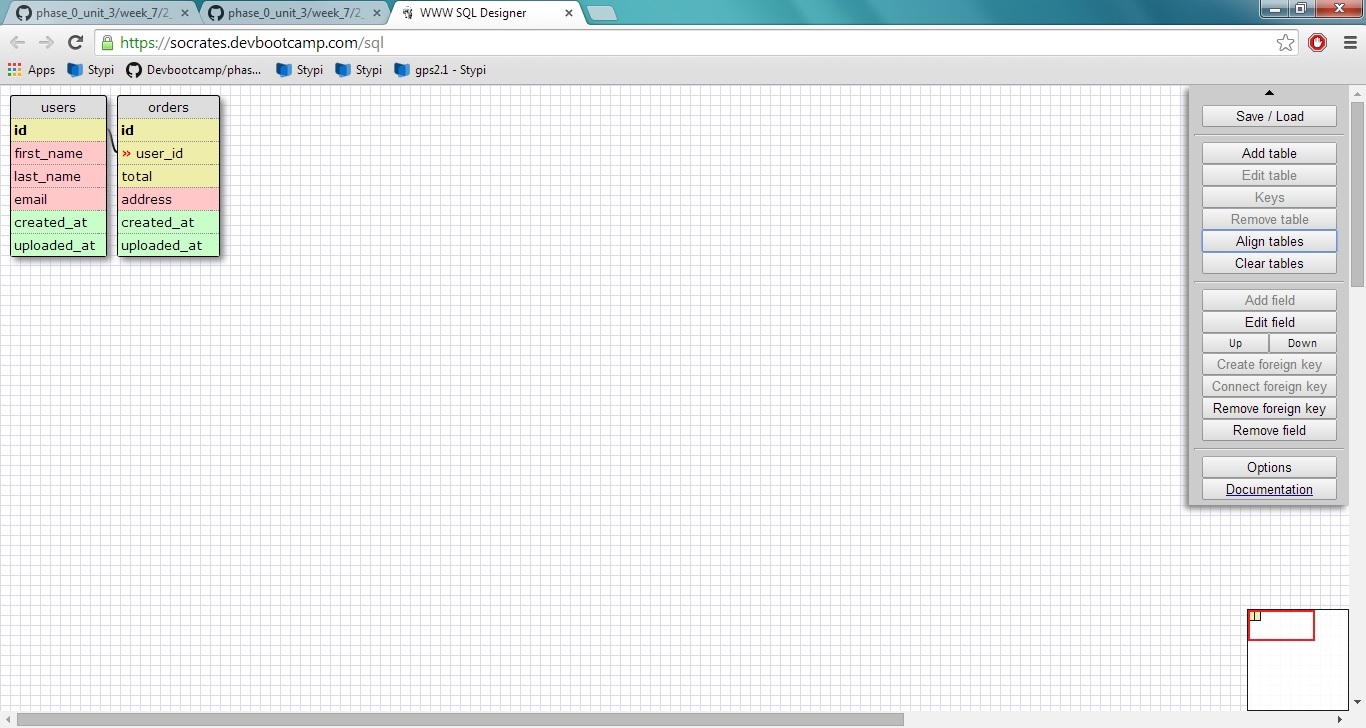 phase_0_unit_3/week_7/2_
phase_0_unit_3/week_7/2_
WWW SQL Designer
https://socrates.devbootcamp.com/sql
Apps
Stypi
Devbootcamp/phas...
Stypi
Stypi
gps2.1 - Stypi
users
id
first_name
last_name
email
created_at
uploaded_at
orders
id
» user_id
total
address
created_at
uploaded_at
Save / Load
Add table
Edit table
Keys
Remove table
Align tables
Clear tables
Add field
Edit field
Up
Down
Create foreign key
Connect foreign key
Remove foreign key
Remove field
Options
Documentation